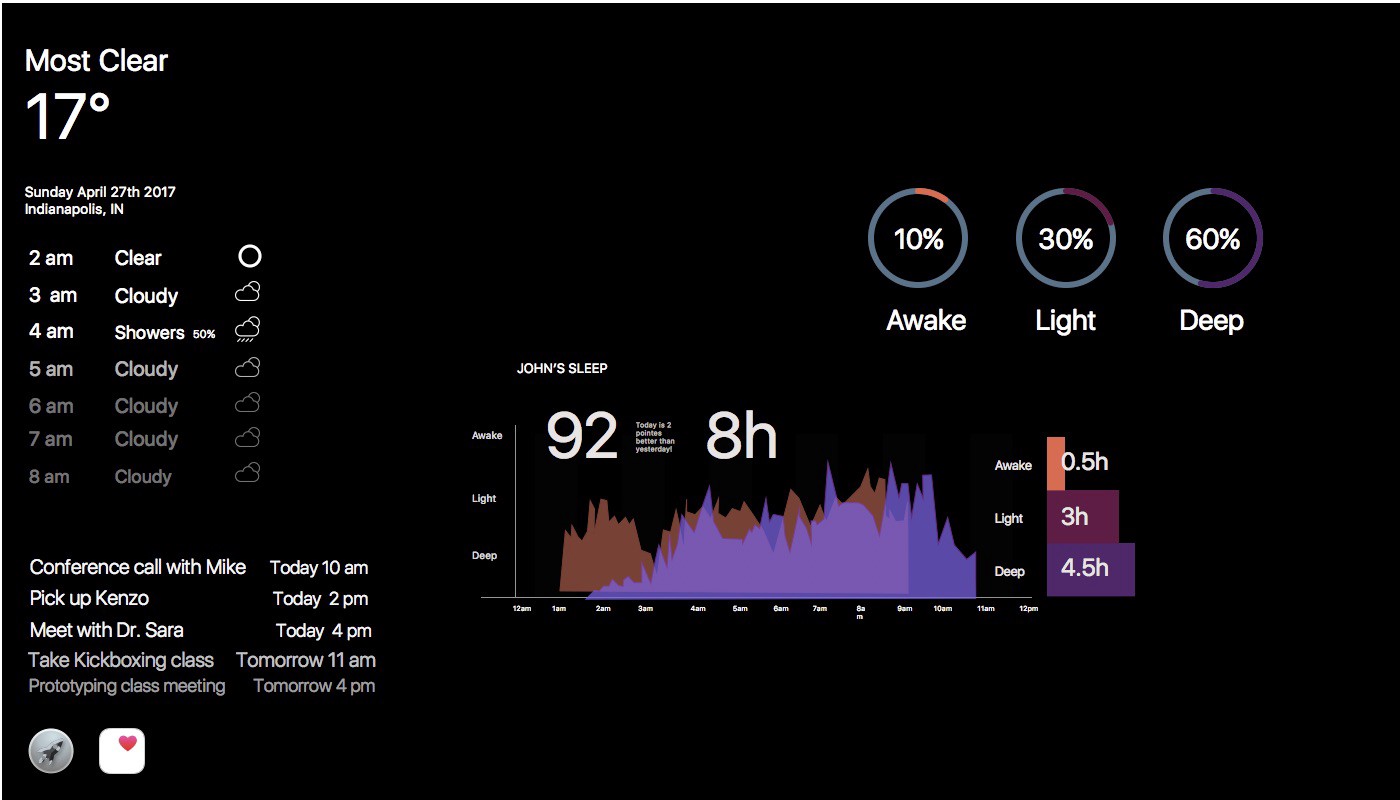 Most Clear
17°
Sunday April 27th 2017
Indianapolis, IN
2 am Clear
3 am Cloudy
4 am Showers 50%
5 am Cloudy
6 am Cloudy
7 am Cloudy
8 am Cloudy
Conference call with Mike Today 10 am
Pick up Kenzo Today 2 pm
Meet with Dr. Sara Today 4 pm
Take Kickboxing class Tomorrow 11 am
Prototyping class meeting Tomorrow 4 pm
10% 30% 60%
Awake Light Deep
JOHN'S SLEEP
92
Today is 2
pointes
better than
yesterday!
8h
Awake
Light
Deep
12am 1am 2am 3am 4am 5am 6am 7am 8a 9am 10am 11am 12pm
m
Awake 0.5h
Light 3h
Deep 4.5h